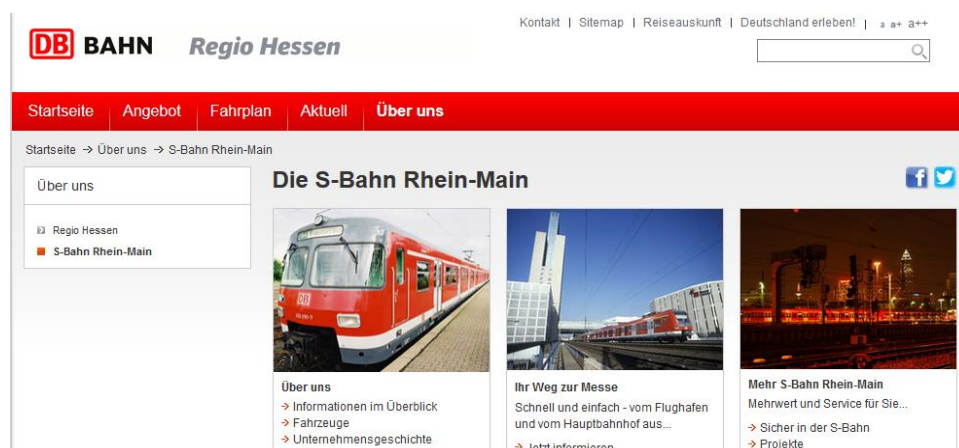 Kontakt | Sitemap | Reiseauskunft | Deutschland erleben! | a a+ a++
DB BAHN Regio Hessen
Startseite Angebot Fahrplan Aktuell Über uns
Startseite → Über uns → S-Bahn Rhein-Main
Über uns
Regio Hessen
S-Bahn Rhein-Main
Die S-Bahn Rhein-Main
DB
Über uns
→ Informationen im Überblick
→ Fahrzeuge
→ Unternehmensgeschichte
Ihr Weg zur Messe
Schnell und einfach - vom Flughafen
und vom Hauptbahnhof aus...
→ Jetzt informieren
Mehr S-Bahn Rhein-Main
Mehrwert und Service für Sie...
→ Sicher in der S-Bahn
→ Projekte